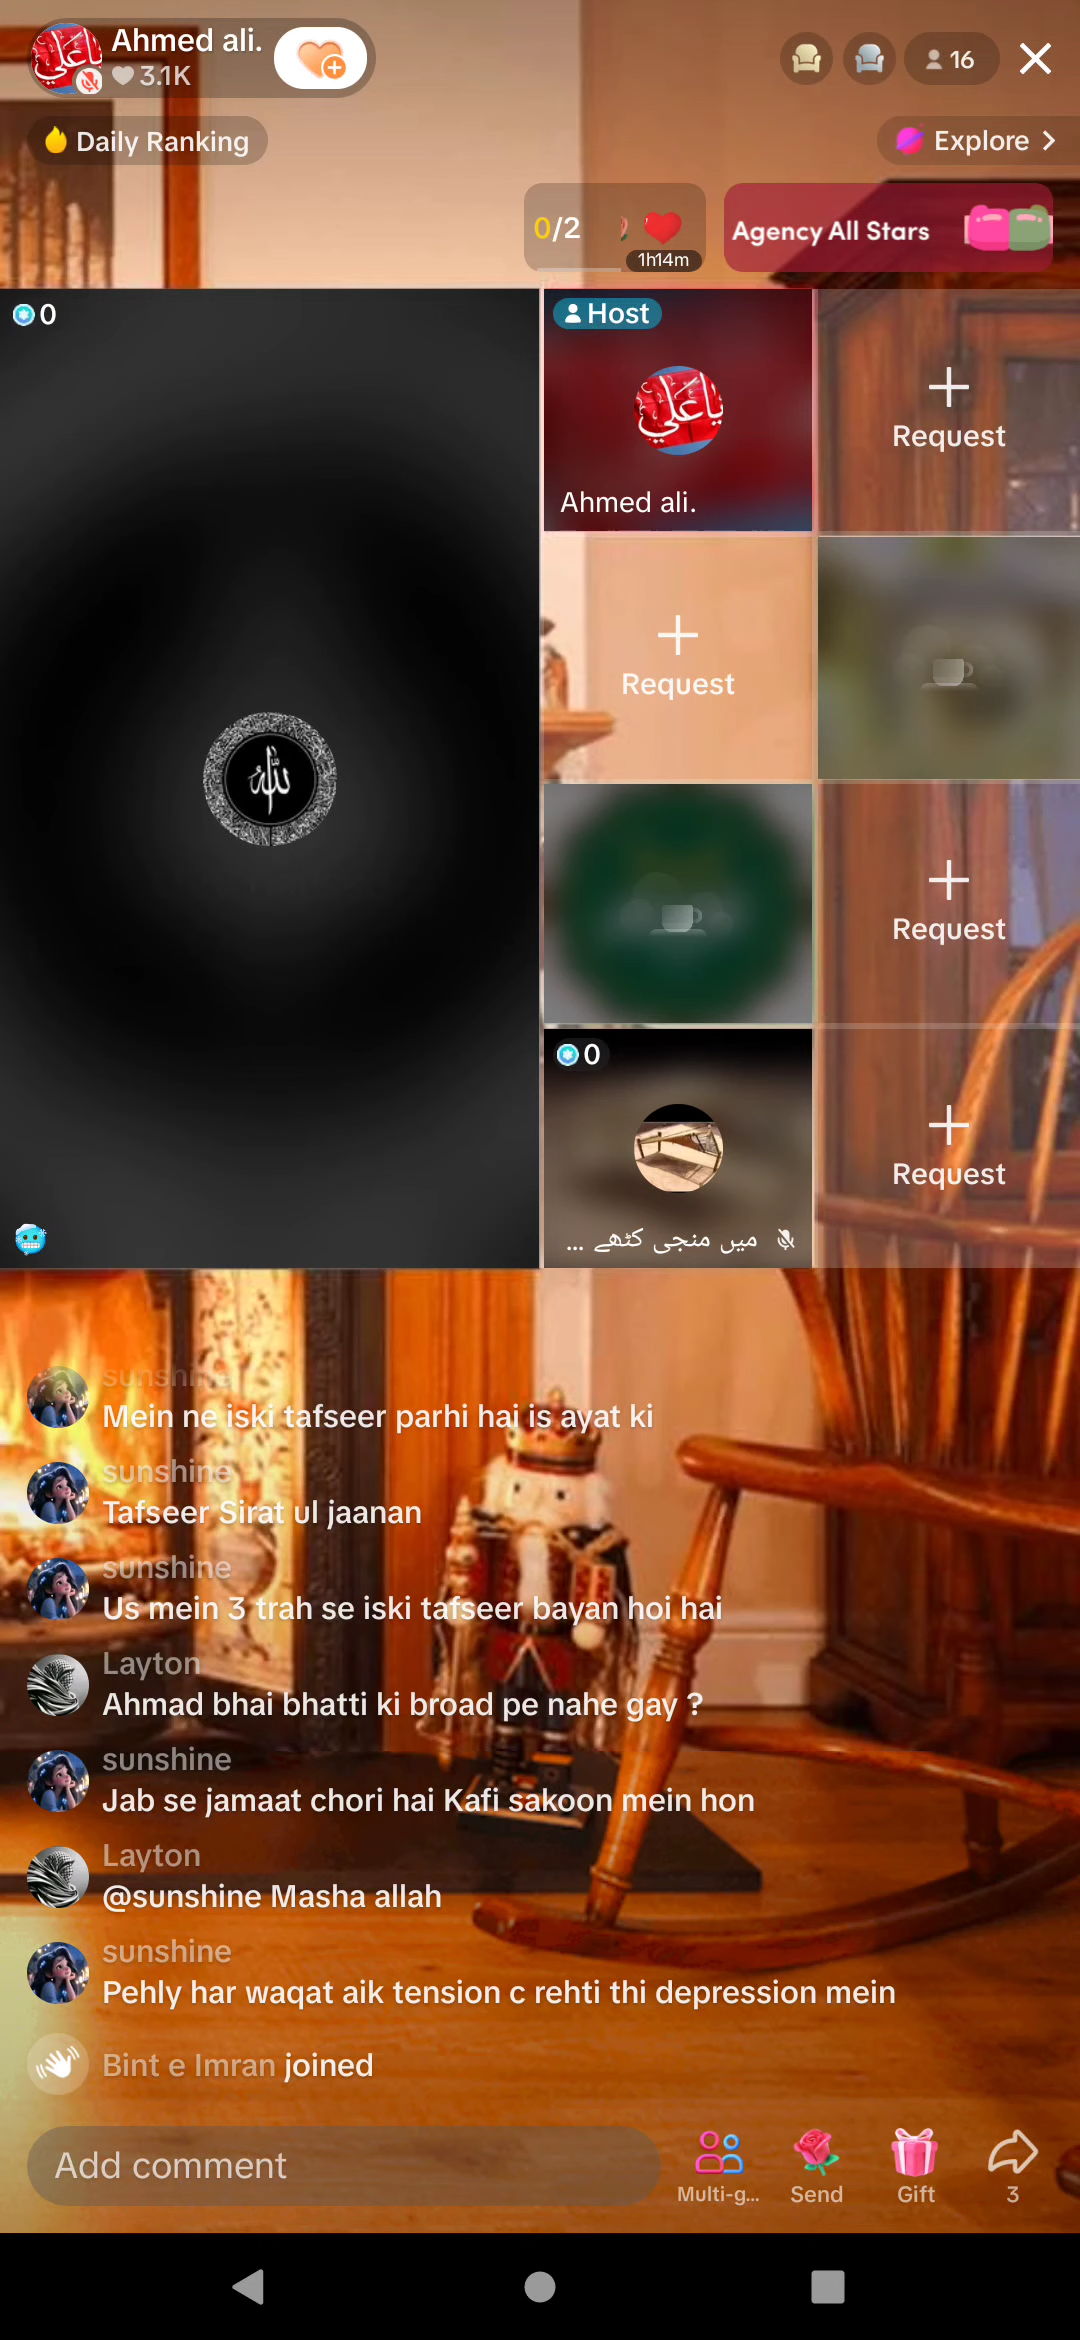 Ahmed ali.
3.1K
16
Daily Ranking
Explore
0/2
1h14m
Agency All Stars
0
Host
ياعلي
Ahmed ali.
Request
Request
الله
Request
0
میں منجی کٹھے ...
Request
sunshine
Mein ne iski tafseer parhi hai is ayat ki
sunshine
Tafseer Sirat ul jaanan
sunshine
Us mein 3 trah se iski tafseer bayan hoi hai
Layton
Ahmad bhai bhatti ki broad pe nahe gay ?
sunshine
Jab se jamaat chori hai Kafi sakoon mein hon
Layton
@sunshine Masha allah
sunshine
Pehly har waqat aik tension c rehti thi depression mein
Bint e Imran joined
Add comment
Multi-g...
Send
Gift
3